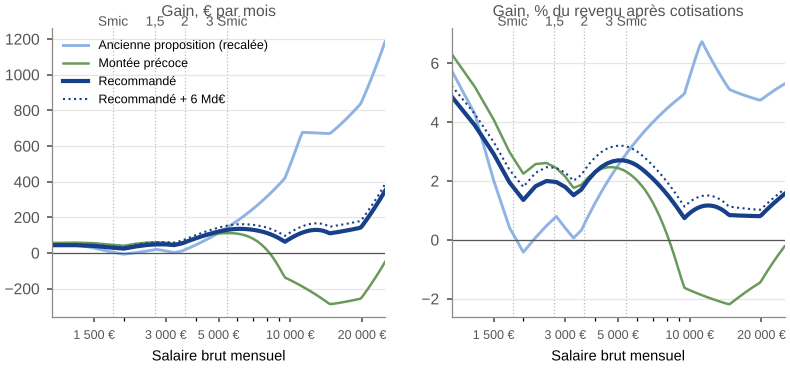 Gain, € par mois
Smic 1,5 2 3 Smic
1200
1000
800
600
400
200
0
−200
Ancienne proposition (recalée)
Montée précoce
Recommandé
Recommandé + 6 Md€
1 500 € 3 000 € 5 000 € 10 000 € 20 000 €
Salaire brut mensuel
Gain, % du revenu après cotisations
Smic 1,5 2 3 Smic
6
4
2
0
−2
1 500 € 3 000 € 5 000 € 10 000 € 20 000 €
Salaire brut mensuel